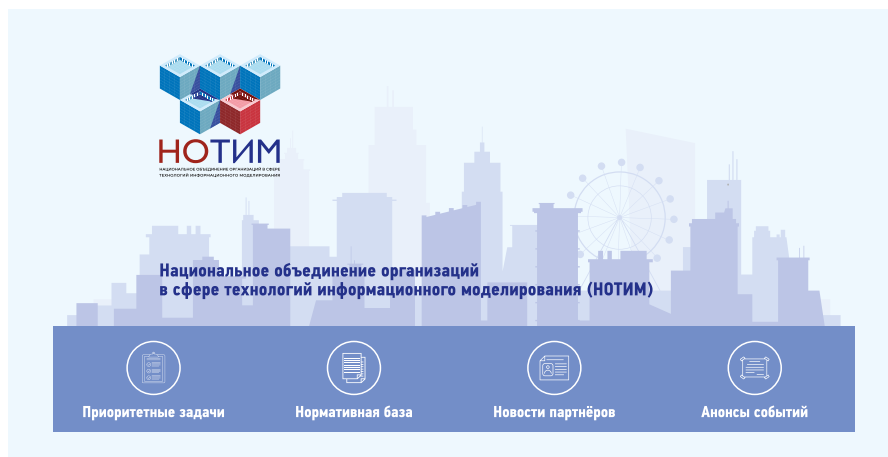 НОТИМ
НАЦИОНАЛЬНОЕ ОБЪЕДИНЕНИЕ ОРГАНИЗАЦИЙ В СФЕРЕ
ТЕХНОЛОГИЙ ИНФОРМАЦИОННОГО МОДЕЛИРОВАНИЯ
Национальное объединение организаций
в сфере технологий информационного моделирования (НОТИМ)
Приоритетные задачи
Нормативная база
Новости партнёров
Анонсы событий